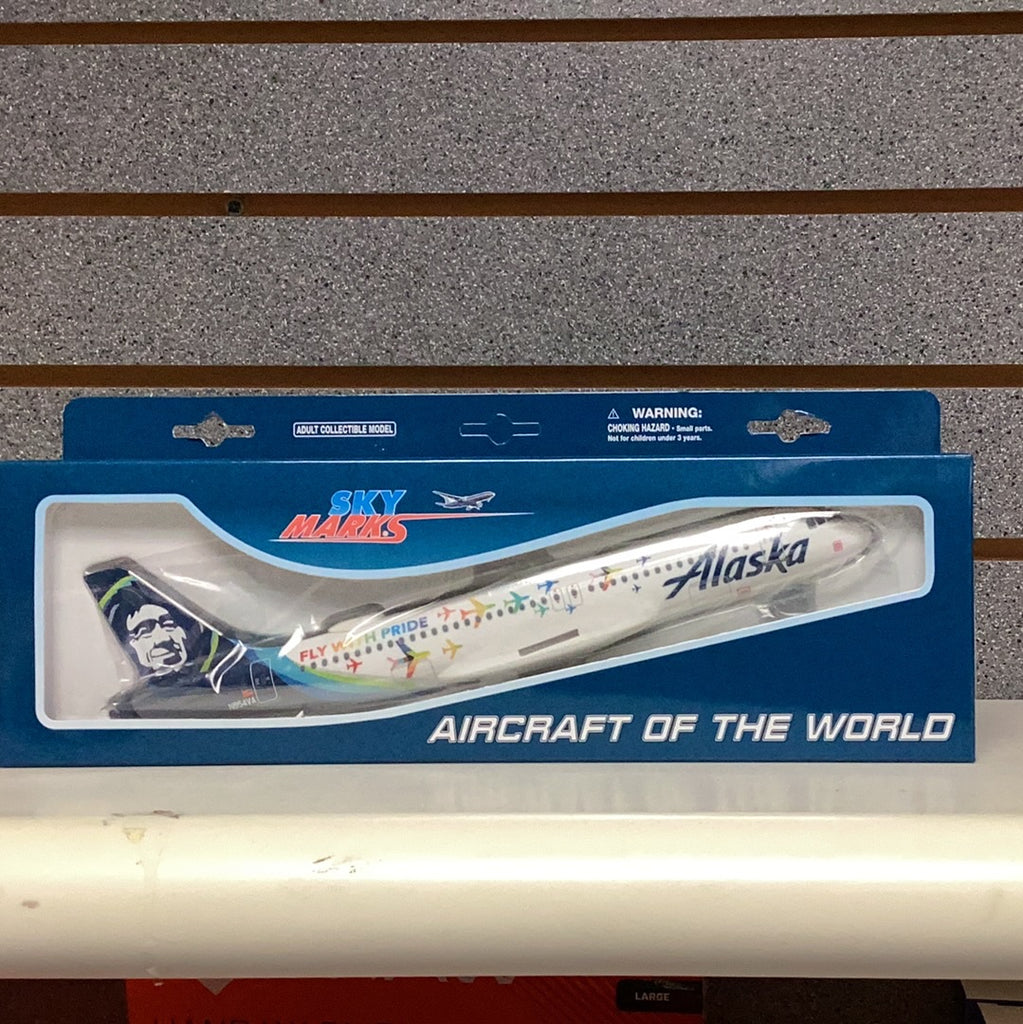 ADULT COLLECTIBLE MODEL
⚠ WARNING:
CHOKING HAZARD - Small parts.
Not for children under 3 years.
SKY
MARKS
Alaska
FLY WITH PRIDE
N854VA
AIRCRAFT OF THE WORLD
LARGE